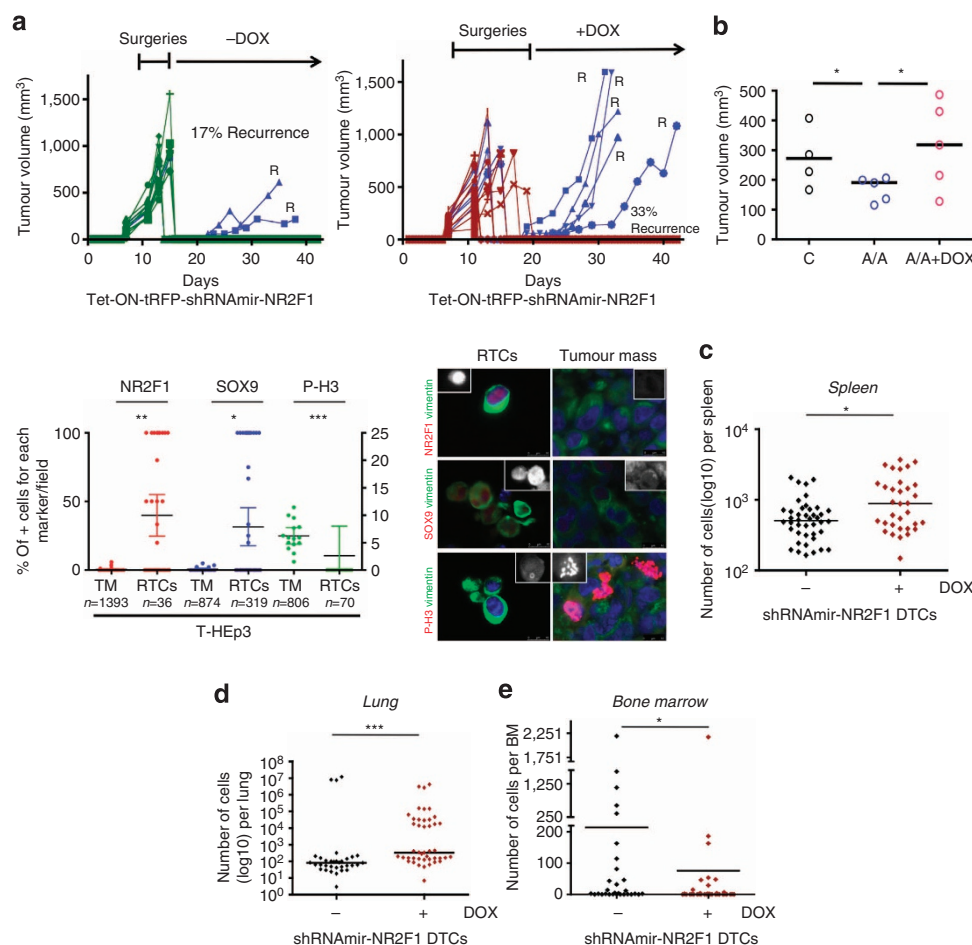 a
Surgeries
−DOX
Tumour volume (mm3)
1,500
1,000
500
0
17% Recurrence
R
R
0 10 20 30 40
Days
Tet-ON-tRFP-shRNAmir-NR2F1
Surgeries
+DOX
Tumour volume (mm3)
1,500
1,000
500
0
R
R
R
R
R
33%
Recurrence
0 10 20 30 40
Days
Tet-ON-tRFP-shRNAmir-NR2F1
b
* *
Tumour volume (mm3)
500
400
300
200
100
0
C A/A A/A+DOX
NR2F1 SOX9 P-H3
** * ***
% Of + cells for each
marker/field
100
50
0
25
20
15
10
5
0
TM RTCs TM RTCs TM RTCs
n=1393 n=36 n=874 n=319 n=806 n=70
T-HEp3
RTCs Tumour mass
NR2F1 vimentin
SOX9 vimentin
P-H3 vimentin
c
Spleen
*
Number of cells(log10) per spleen
104
103
102
− + DOX
shRNAmir-NR2F1 DTCs
d
Lung
***
Number of cells
(log10) per lung
108
107
106
105
104
103
102
101
100
− + DOX
shRNAmir-NR2F1 DTCs
e
Bone marrow
*
Number of cells per BM
2,251
1,751
1,250
250
200
100
0
− + DOX
shRNAmir-NR2F1 DTCs